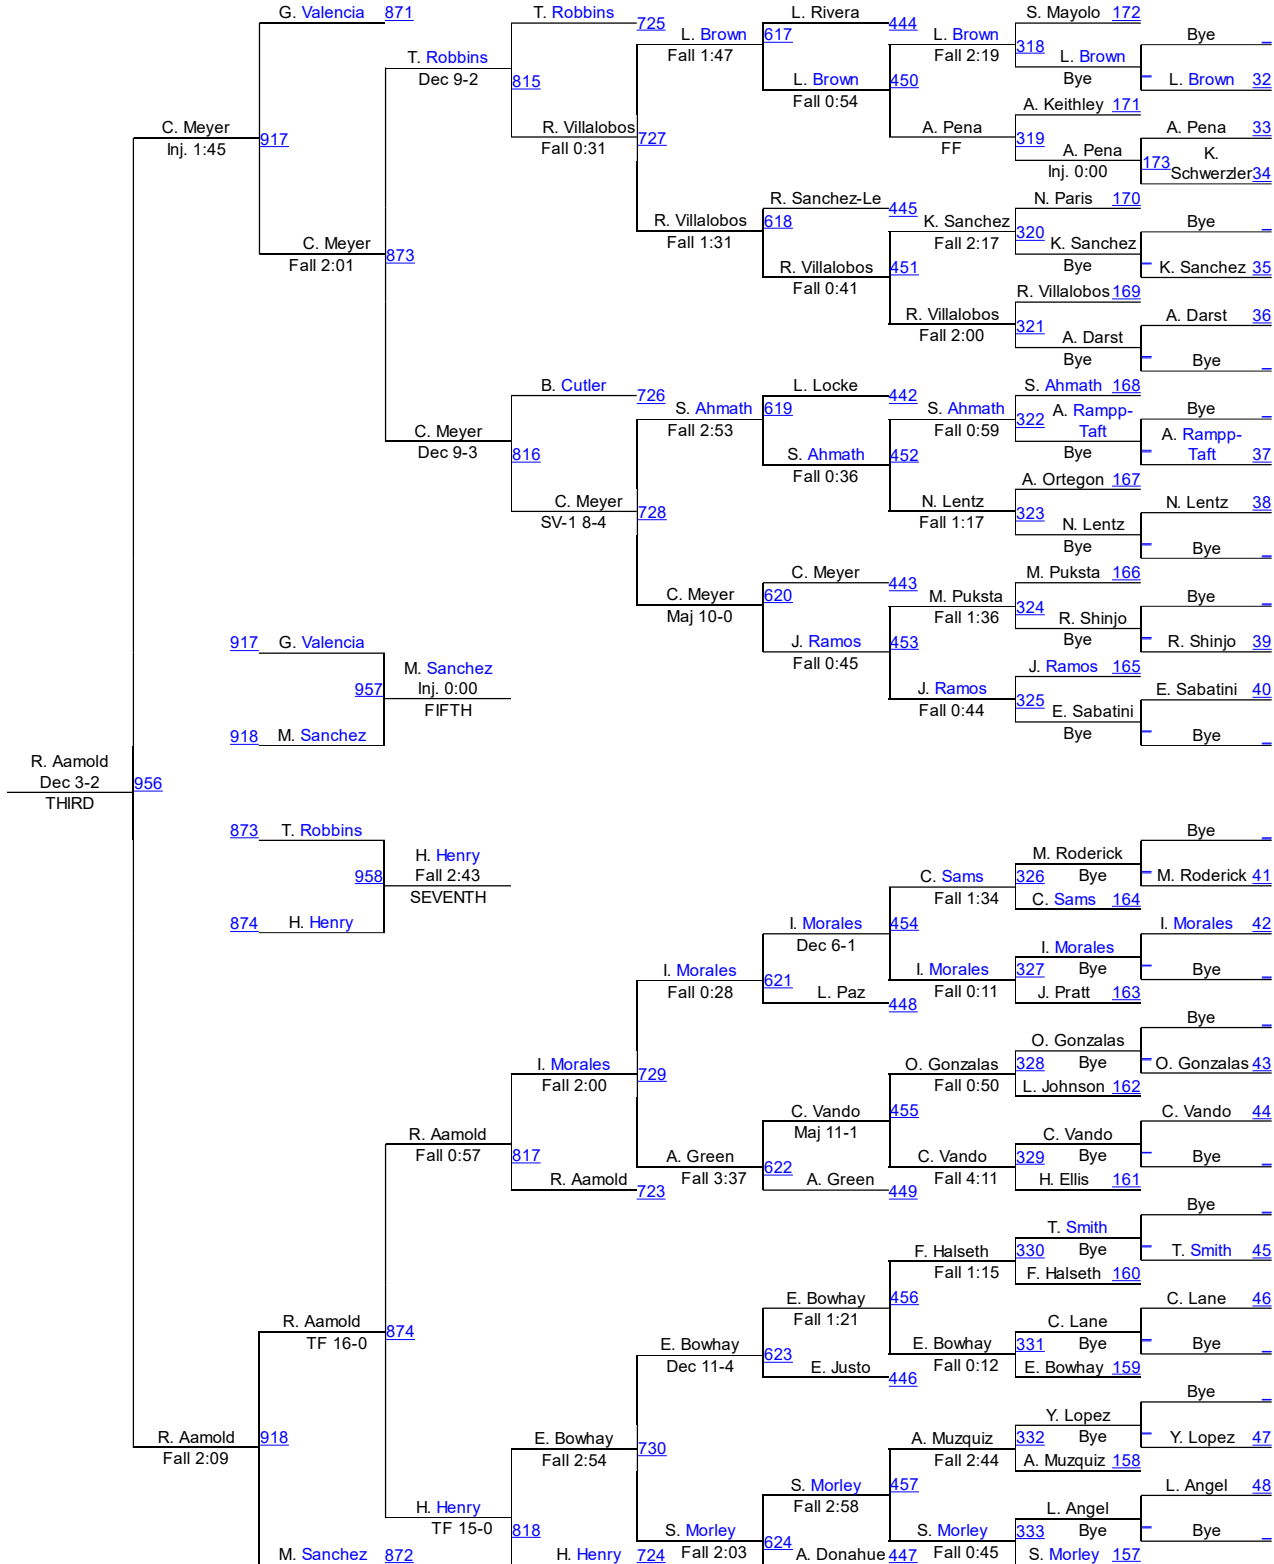 G. Valencia 871
T. Robbins
725
L. Rivera
444
S. Mayolo 172
Bye
L. Brown 617
Fall 1:47
L. Brown
Fall 2:19
318
L. Brown
Bye
L. Brown 32
T. Robbins
Dec 9-2
815
L. Brown
Fall 0:54
450
A. Keithley 171
C. Meyer
Inj. 1:45
917
R. Villalobos
Fall 0:31
727
A. Pena
FF
319
A. Pena
Inj. 0:00
A. Pena 33
173
K.
Schwerzler 34
R. Sanchez-Le 445
N. Paris 170
R. Villalobos 618
Fall 1:31
K. Sanchez
Fall 2:17
320
K. Sanchez
Bye
Bye
K. Sanchez 35
C. Meyer
Fall 2:01
873
R. Villalobos
Fall 0:41
451
R. Villalobos 169
R. Villalobos
Fall 2:00
321
A. Darst
Bye
A. Darst 36
Bye
B. Cutler
726
L. Locke
442
S. Ahmath 168
S. Ahmath 619
Fall 2:53
S. Ahmath
Fall 0:59
322
A. Rampp-
Taft
Bye
Bye
A. Rampp-
Taft 37
C. Meyer
Dec 9-3
816
S. Ahmath
Fall 0:36
452
A. Ortegon 167
C. Meyer
SV-1 8-4
728
N. Lentz
Fall 1:17
323
N. Lentz
Bye
N. Lentz 38
Bye
C. Meyer
443
M. Puksta 166
C. Meyer 620
Maj 10-0
M. Puksta
Fall 1:36
324
R. Shinjo
Bye
Bye
R. Shinjo 39
917 G. Valencia
J. Ramos
Fall 0:45
453
M. Sanchez
Inj. 0:00
FIFTH
957
J. Ramos 165
J. Ramos
Fall 0:44
325
E. Sabatini
Bye
E. Sabatini 40
Bye
918 M. Sanchez
R. Aamold
Dec 3-2
THIRD
956
873 T. Robbins
H. Henry
Fall 2:43
SEVENTH
958
874 H. Henry
M. Roderick
Bye
C. Sams
Fall 1:34
326 Bye
C. Sams 164
M. Roderick 41
I. Morales
Dec 6-1
454
I. Morales 42
I. Morales
Fall 0:28
621
I. Morales
Fall 0:11
I. Morales
327 Bye
J. Pratt 163
Bye
L. Paz 448
O. Gonzalas
Bye
I. Morales
Fall 2:00
729
O. Gonzalas
Fall 0:50
328 Bye
L. Johnson 162
O. Gonzalas 43
C. Vando
Maj 11-1
455
C. Vando 44
R. Aamold
Fall 0:57
817
A. Green
Fall 3:37
622
C. Vando
Fall 4:11
C. Vando
329 Bye
H. Ellis 161
Bye
R. Aamold 723
A. Green 449
T. Smith
Bye
F. Halseth
Fall 1:15
330 Bye
F. Halseth 160
T. Smith 45
R. Aamold
TF 16-0
874
E. Bowhay
Fall 1:21
456
C. Lane 46
E. Bowhay
Dec 11-4
623
E. Bowhay
Fall 0:12
C. Lane
331 Bye
E. Bowhay 159
Bye
E. Justo 446
R. Aamold
Fall 2:09
918
E. Bowhay
Fall 2:54
730
A. Muzquiz
Fall 2:44
Y. Lopez
332 Bye
A. Muzquiz 158
Bye
Y. Lopez 47
S. Morley
Fall 2:58
457
L. Angel 48
H. Henry
TF 15-0
818
S. Morley
Fall 2:03
624
S. Morley
Fall 0:45
L. Angel
333 Bye
Bye
M. Sanchez 872
H. Henry 724
A. Donahue 447
S. Morley 157